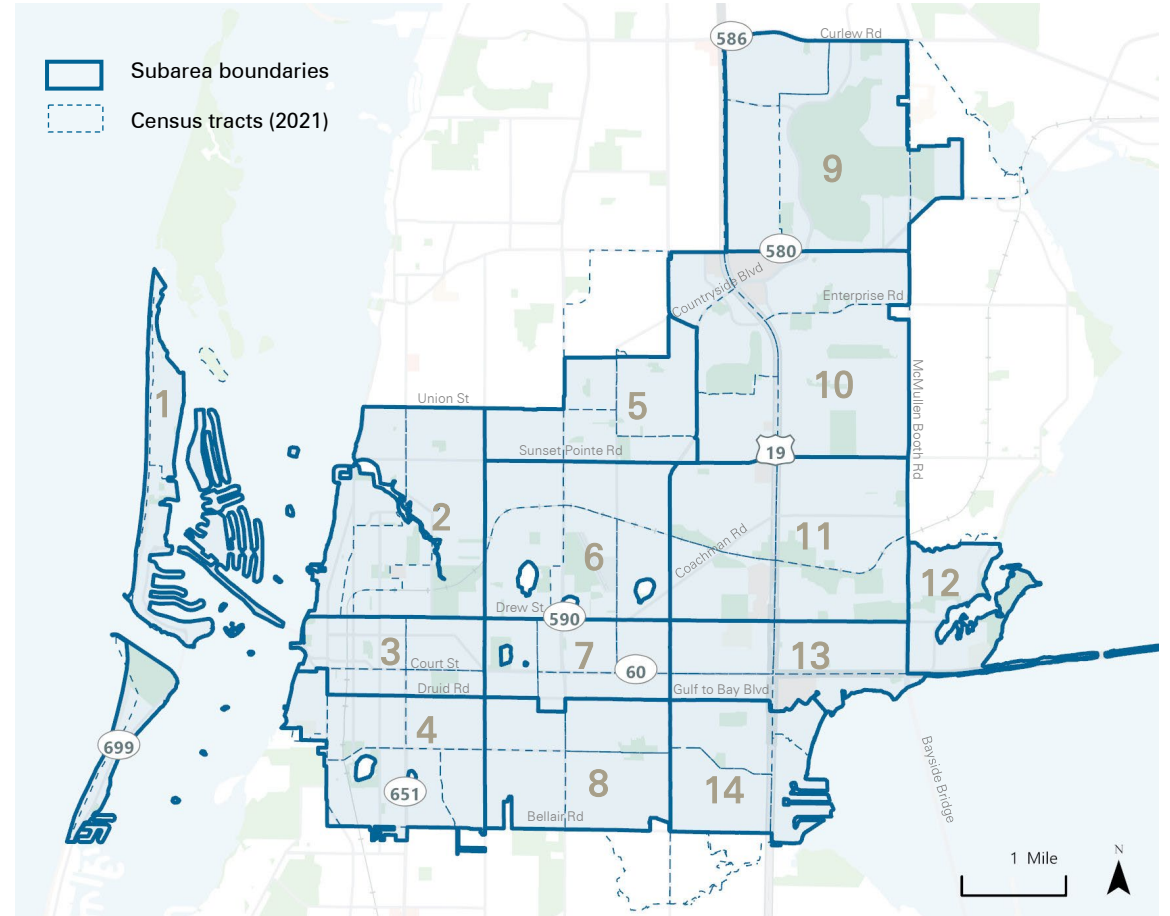 586
Curlew Rd
Subarea boundaries
Census tracts (2021)
9
580
Countryside Blvd
Enterprise Rd
1
10
McMullen Booth Rd
Union St
5
Sunset Pointe Rd
19
2
6
Coachman Rd
11
12
Drew St
590
3
Court St
7
60
13
Druid Rd
Gulf to Bay Blvd
4
699
651
8
14
Bellair Rd
Bayside Bridge
1 Mile
N